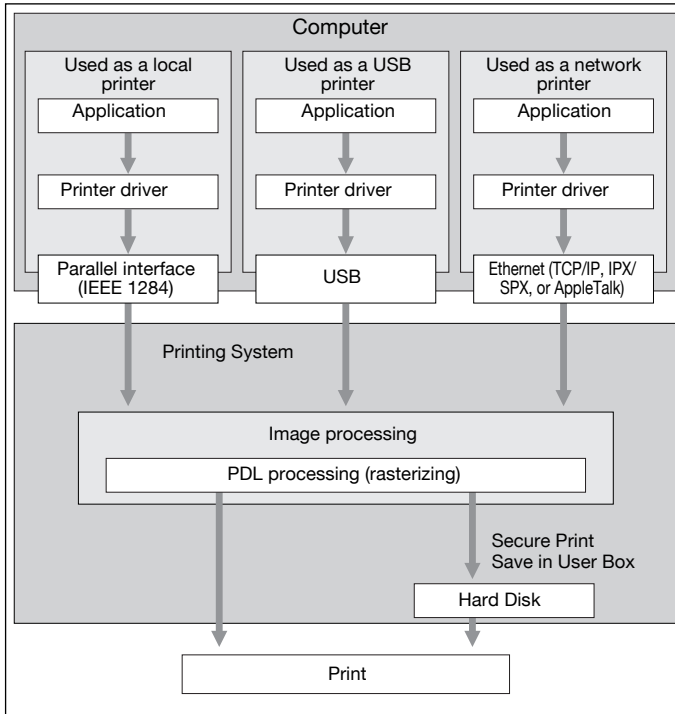 Computer
Used as a local
printer
Application
Printer driver
Parallel interface
(IEEE 1284)
Used as a USB
printer
Application
Printer driver
USB
Used as a network
printer
Application
Printer driver
Ethernet (TCP/IP, IPX/
SPX, or AppleTalk)
Printing System
Image processing
PDL processing (rasterizing)
Secure Print
Save in User Box
Hard Disk
Print